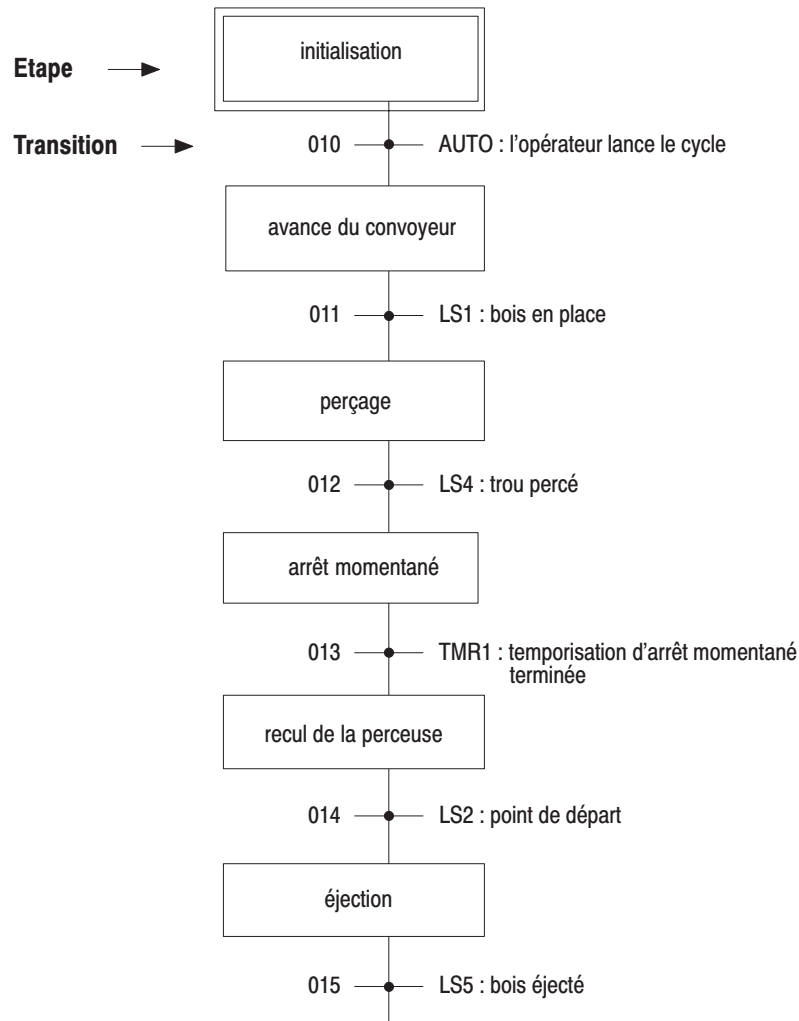 initialisation
Etape
Transition
010
AUTO : l'opérateur lance le cycle
avance du convoyeur
011
LS1 : bois en place
perçage
012
LS4 : trou percé
arrêt momentané
013
TMR1 : temporisation d'arrêt momentané
terminée
recul de la perceuse
014
LS2 : point de départ
éjection
015
LS5 : bois éjecté